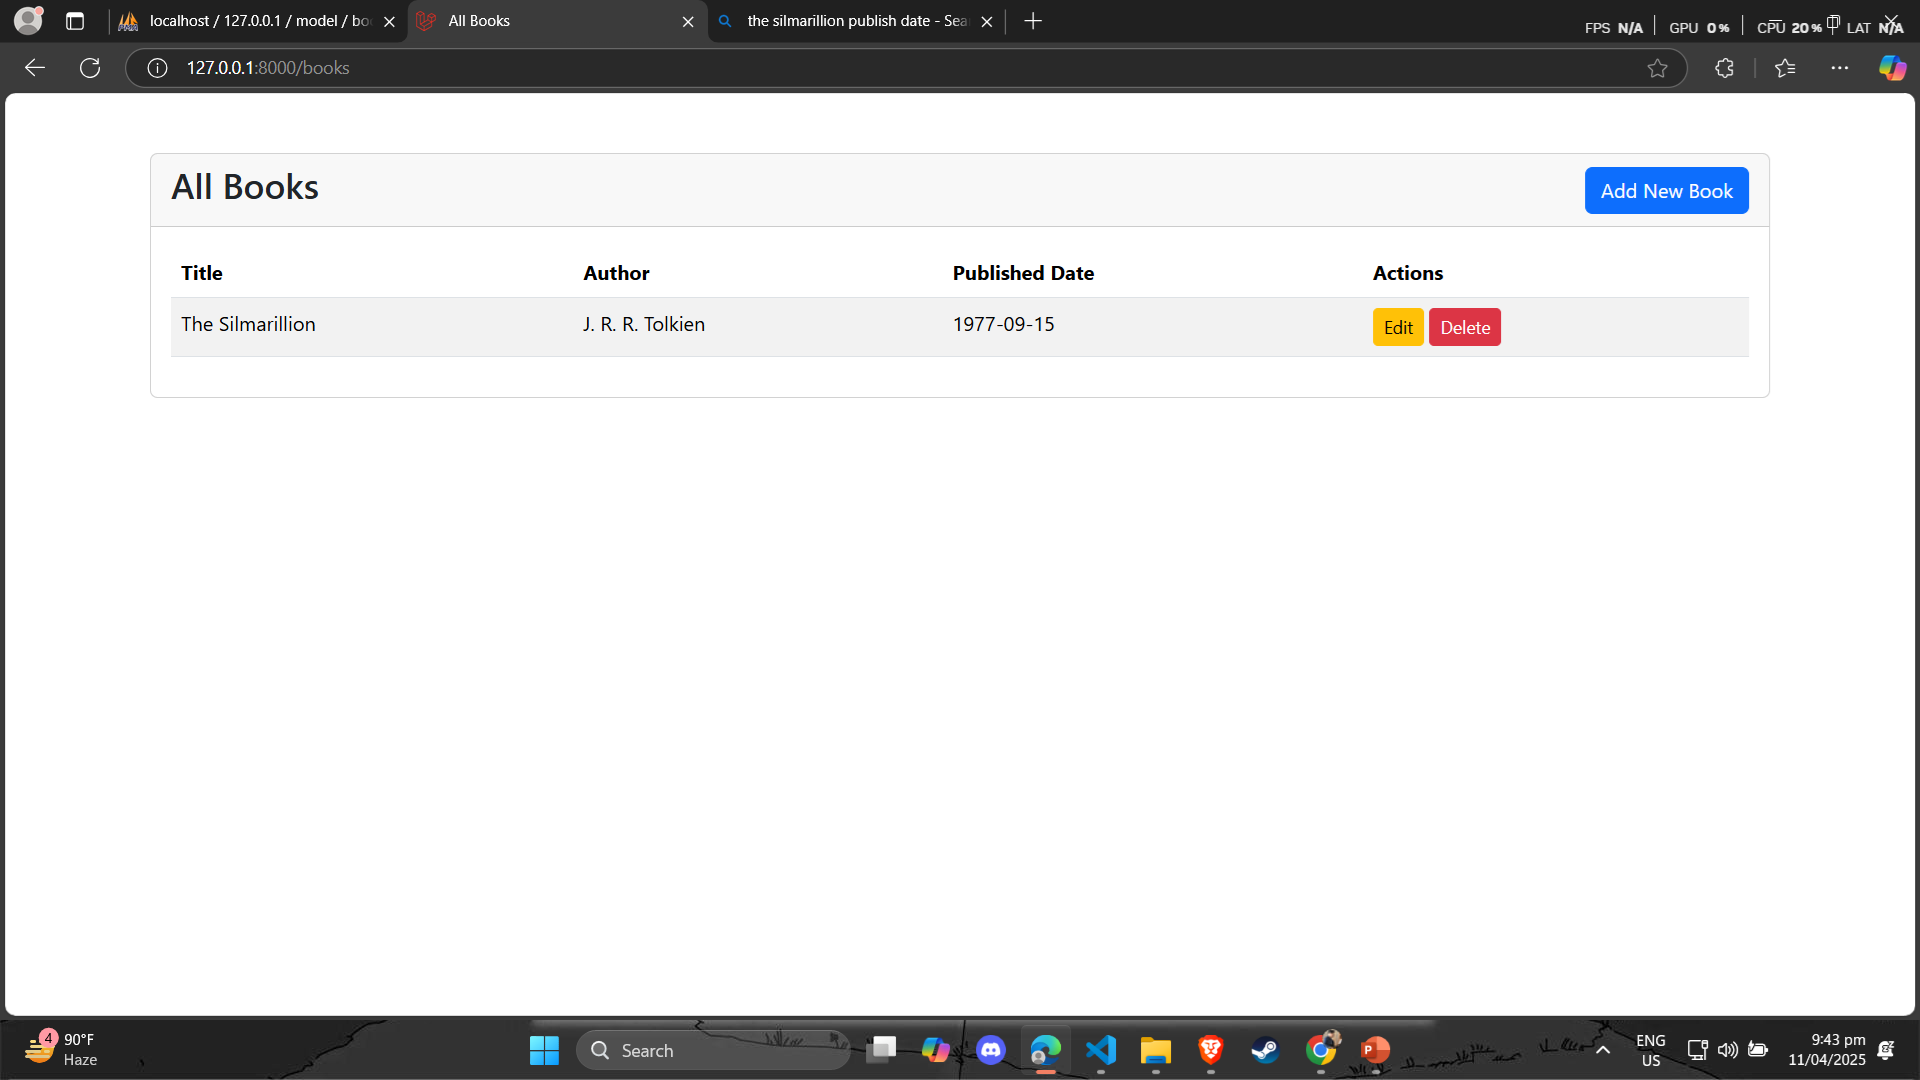 localhost / 127.0.0.1 / model / bo
All Books
the silmarillion publish date - Sea
FPS N/A GPU 0% CPU 20% LAT N/A
127.0.0.1:8000/books
All Books
Add New Book
Title Author Published Date Actions
The Silmarillion J. R. R. Tolkien 1977-09-15 Edit Delete
4
90°F
Haze
Search
ENG
US
9:43 pm
11/04/2025